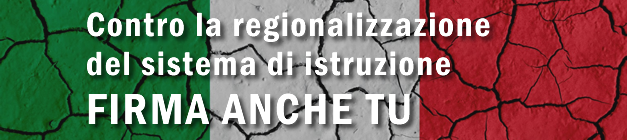 Contro la regionalizzazione
del sistema di istruzione
FIRMA ANCHE TU